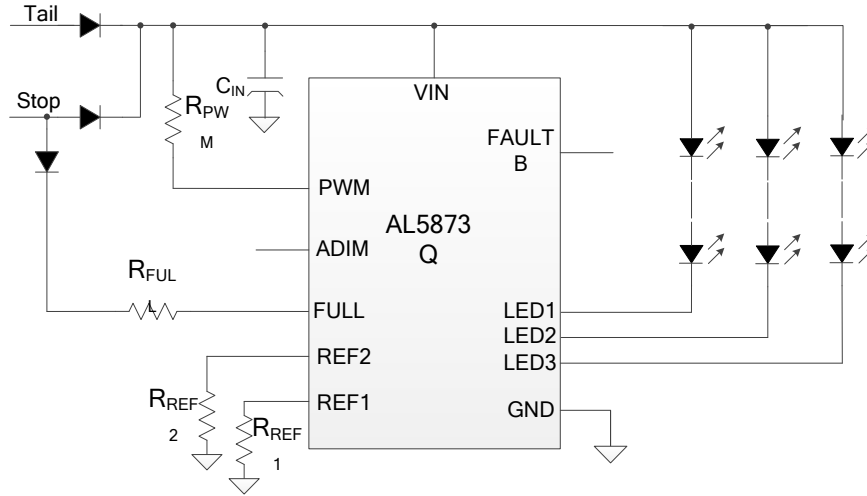 Tail
Stop
C_IN
R_PW
M
VIN
FAULT
B
PWM
AL5873
Q
ADIM
R_FUL
L
FULL
LED1
LED2
LED3
REF2
REF1
R_REF
2
R_REF
1
GND